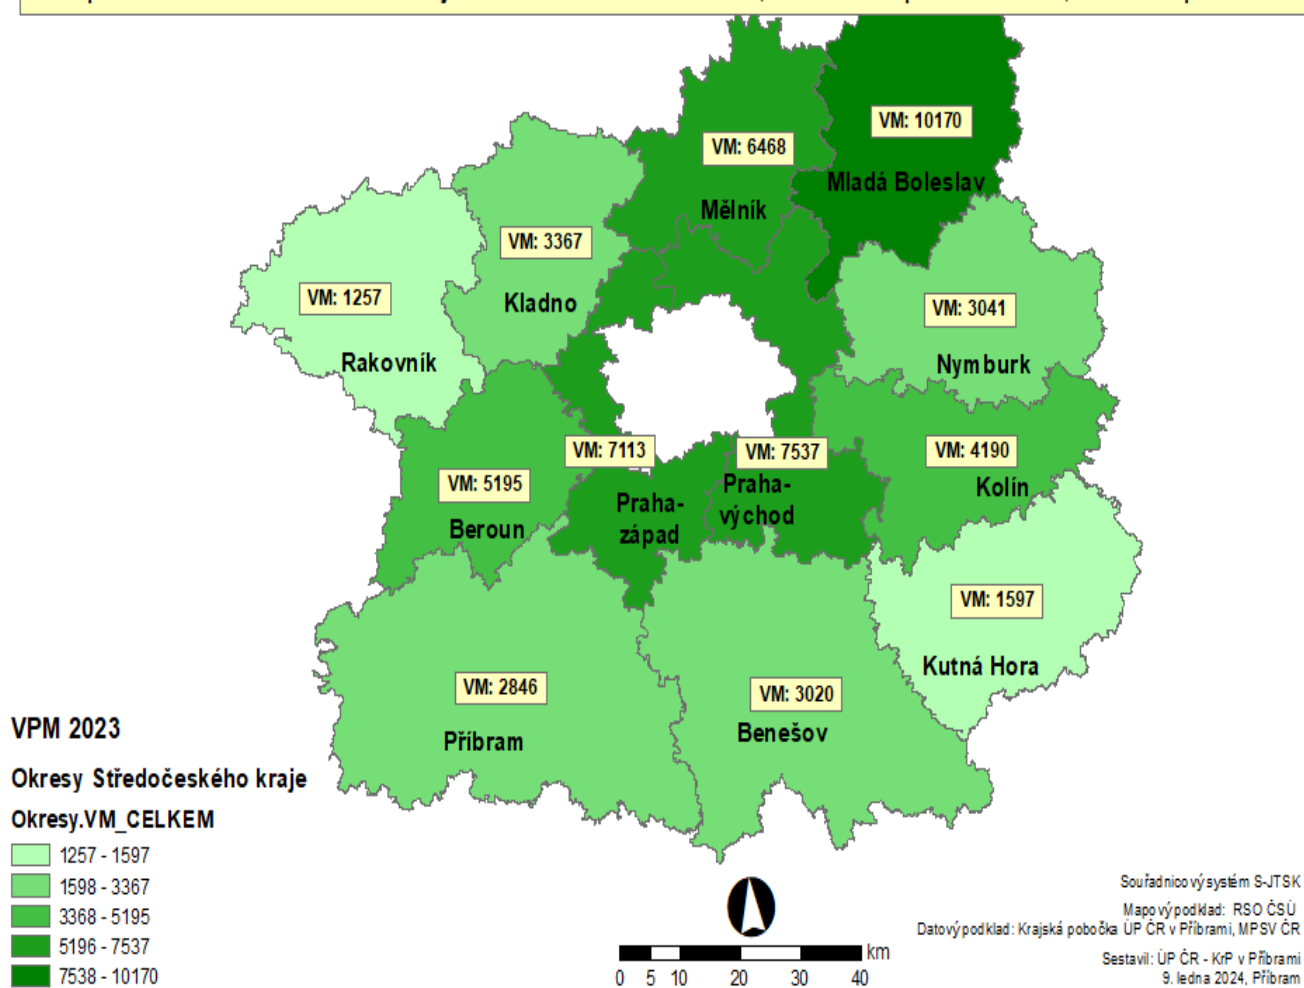 VM: 10170
VM: 6468
Mladá Boleslav
Mělník
VM: 3367
VM: 1257
Kladno
VM: 3041
Rakovník
Nymburk
VM: 7113
VM: 7537
VM: 4190
VM: 5195
Praha-
východ
Kolín
Praha-
západ
Beroun
VM: 1597
Kutná Hora
VM: 2846
VM: 3020
Příbram
Benešov
VPM 2023
Okresy Středočeského kraje
Okresy.VM_CELKEM
1257 - 1597
1598 - 3367
3368 - 5195
5196 - 7537
7538 - 10170
km
0 5 10 20 30 40
Souřadnicový systém S-JTSK
Mapový podklad: RSO ČSÚ
Datový podklad: Krajská pobočka ÚP ČR v Příbrami, MPSV ČR
Sestavil: ÚP ČR - KrP v Příbrami
9. ledna 2024, Příbram